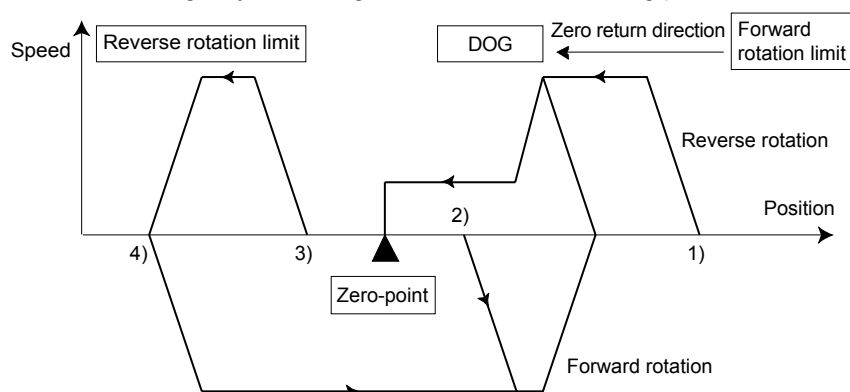 Speed
Reverse rotation limit
DOG
Zero return direction
Forward
rotation limit
Reverse rotation
2)
Position
4)
3)
1)
Zero-point
Forward rotation